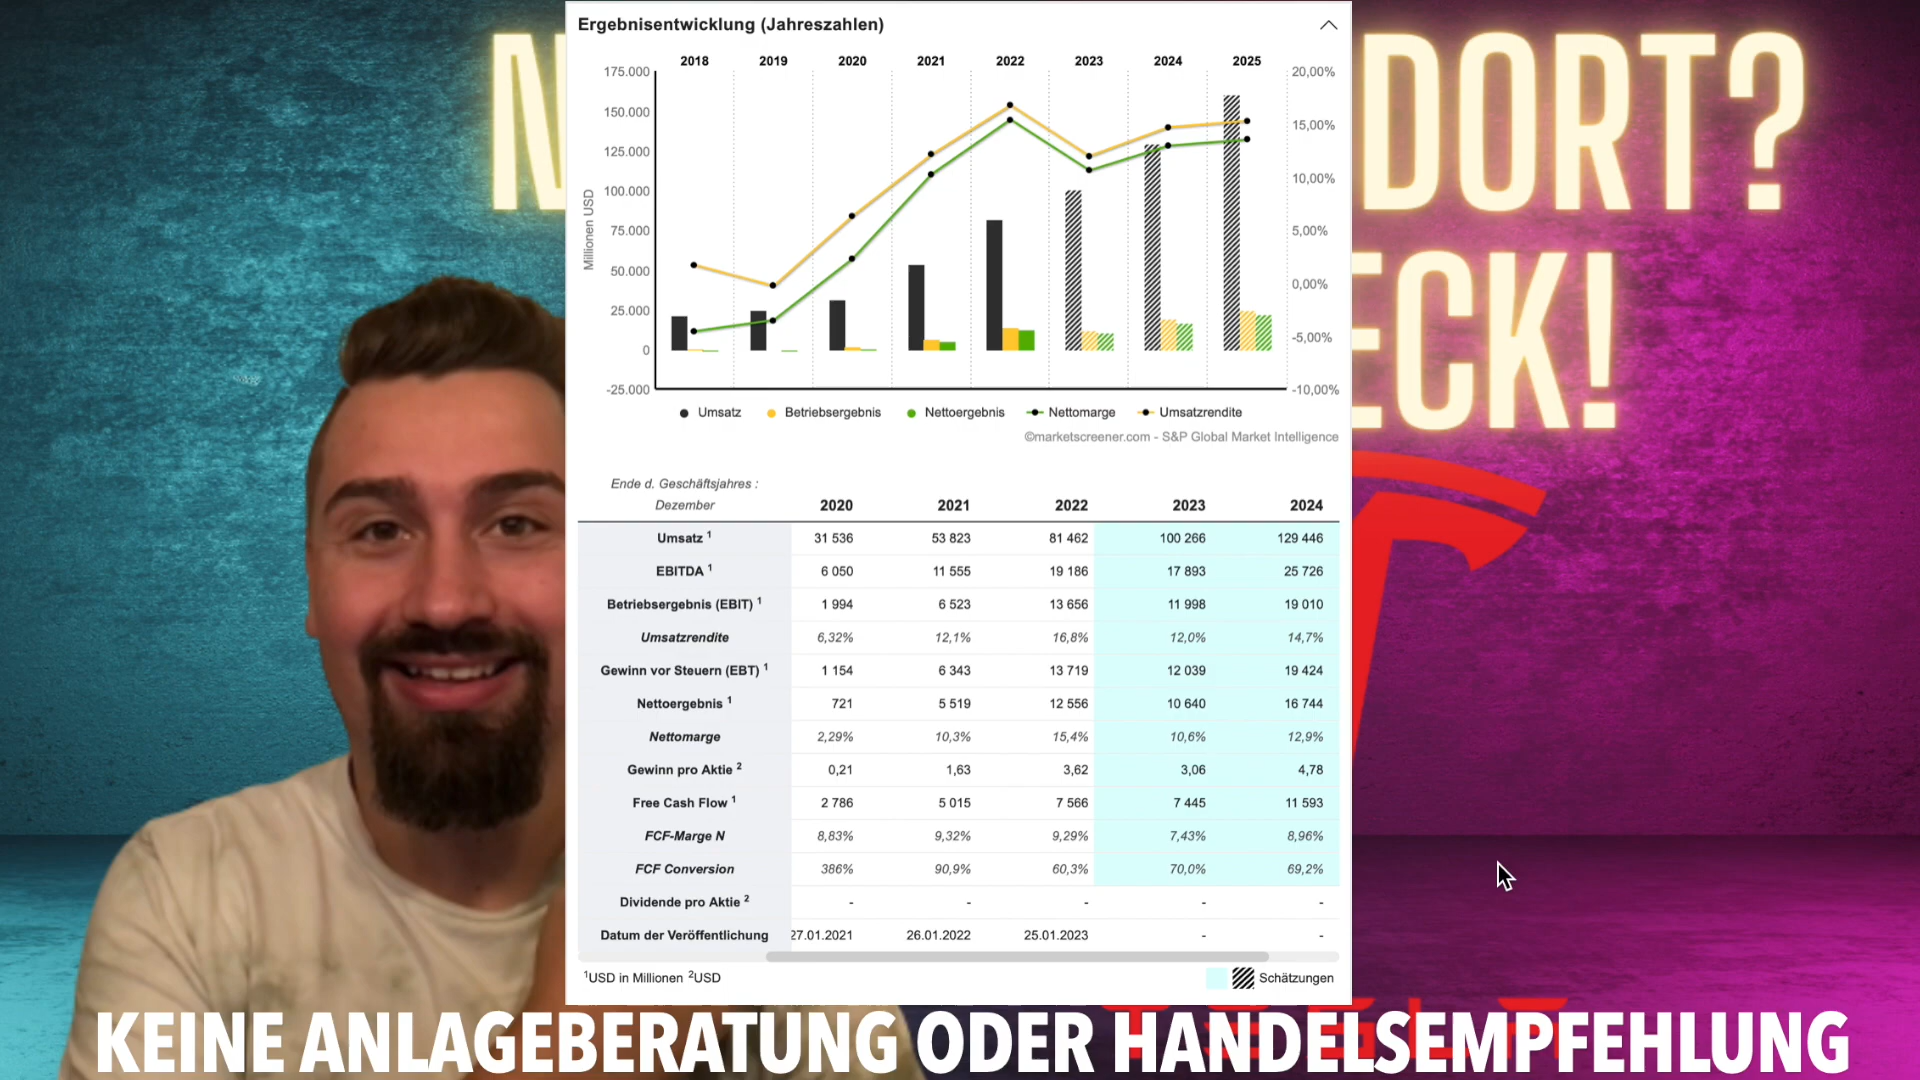 N
DORT?
ECK!
Ergebnisentwicklung (Jahreszahlen)
2018 2019 2020 2021 2022 2023 2024 2025
175.000 20,00%
150.000
15,00%
125.000
100.000 10,00%
75.000 5,00%
50.000 0,00%
25.000
0 -5,00%
-25.000 -10,00%
Millionen USD
Umsatz Betriebsergebnis Nettoergebnis Nettomarge Umsatzrendite
©marketscreener.com - S&P Global Market Intelligence
Ende d. Geschäftsjahres :
Dezember 2020 2021 2022 2023 2024
Umsatz 1 31 536 53 823 81 462 100 266 129 446
EBITDA 1 6 050 11 555 19 186 17 893 25 726
Betriebsergebnis (EBIT) 1 1 994 6 523 13 656 11 998 19 010
Umsatzrendite 6,32% 12,1% 16,8% 12,0% 14,7%
Gewinn vor Steuern (EBT) 1 1 154 6 343 13 719 12 039 19 424
Nettoergebnis 1 721 5 519 12 556 10 640 16 744
Nettomarge 2,29% 10,3% 15,4% 10,6% 12,9%
Gewinn pro Aktie 2 0,21 1,63 3,62 3,06 4,78
Free Cash Flow 1 2 786 5 015 7 566 7 445 11 593
FCF-Marge N 8,83% 9,32% 9,29% 7,43% 8,96%
FCF Conversion 386% 90,9% 60,3% 70,0% 69,2%
Dividende pro Aktie 2 - - - - -
Datum der Veröffentlichung 27.01.2021 26.01.2022 25.01.2023 - -
1USD in Millionen 2USD Schätzungen
KEINE ANLAGEBERATUNG ODER HANDELSEMPFEHLUNG